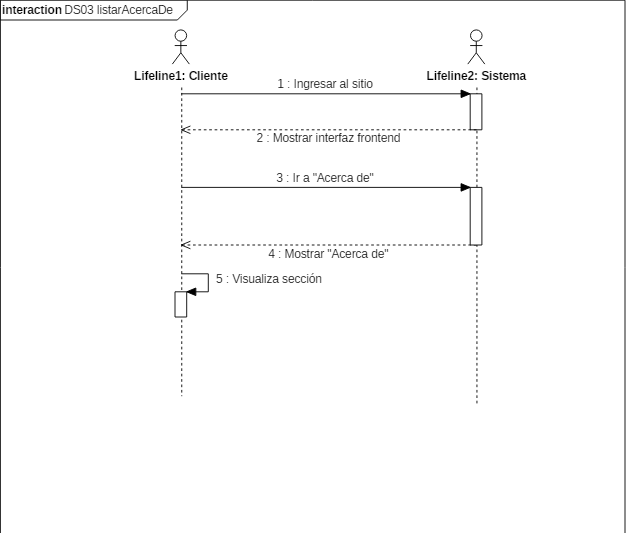 interaction DS03 listarAcercaDe
Lifeline1: Cliente
Lifeline2: Sistema
1 : Ingresar al sitio
2 : Mostrar interfaz frontend
3 : Ir a "Acerca de"
4 : Mostrar "Acerca de"
5 : Visualiza sección